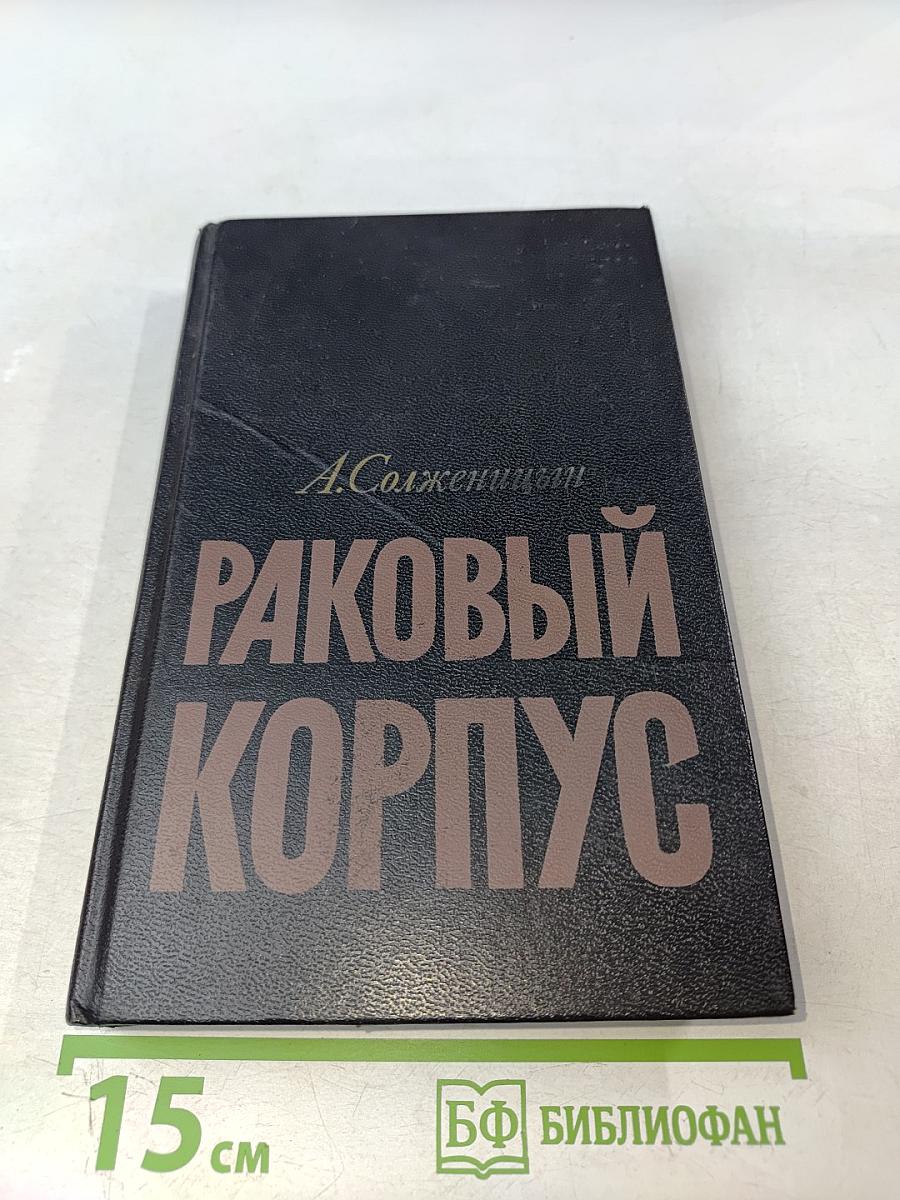 А.Солженицын
РАКОВЫЙ
КОРПУС
15 см
БФ БИБЛИОФАН